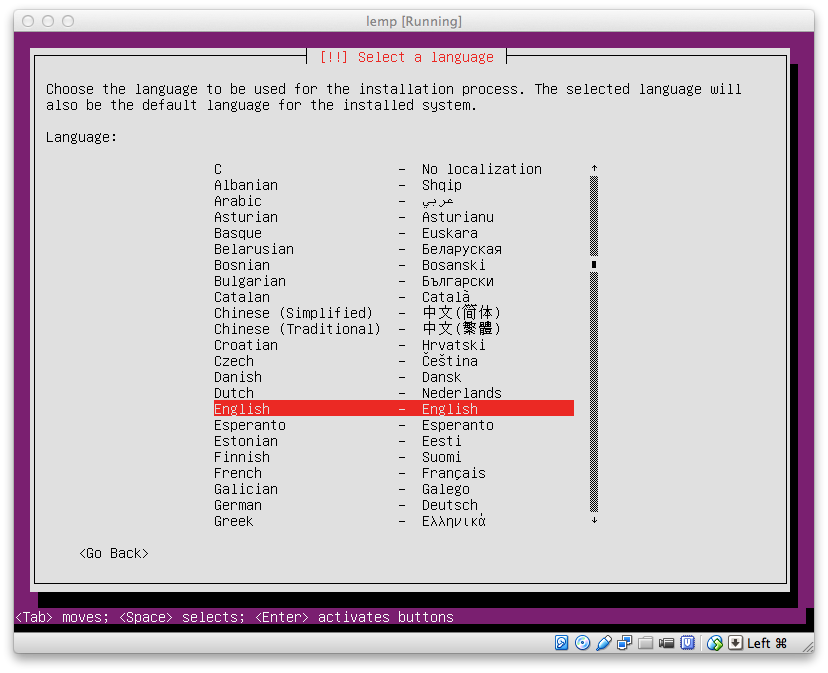 lemp [Running]
[!!] Select a language
Choose the language to be used for the installation process. The selected language will
also be the default language for the installed system.
Language:
C - No localization
Albanian - Shqip
Arabic - عربي
Asturian - Asturianu
Basque - Euskara
Belarusian - Беларуская
Bosnian - Bosanski
Bulgarian - Български
Catalan - Català
Chinese (Simplified) - 中文(简体)
Chinese (Traditional) - 中文(繁體)
Croatian - Hrvatski
Czech - Čeština
Danish - Dansk
Dutch - Nederlands
English - English
Esperanto - Esperanto
Estonian - Eesti
Finnish - Suomi
French - Français
Galician - Galego
German - Deutsch
Greek - Ελληνικά
<Go Back>
<Tab> moves; <Space> selects; <Enter> activates buttons
Left ⌘